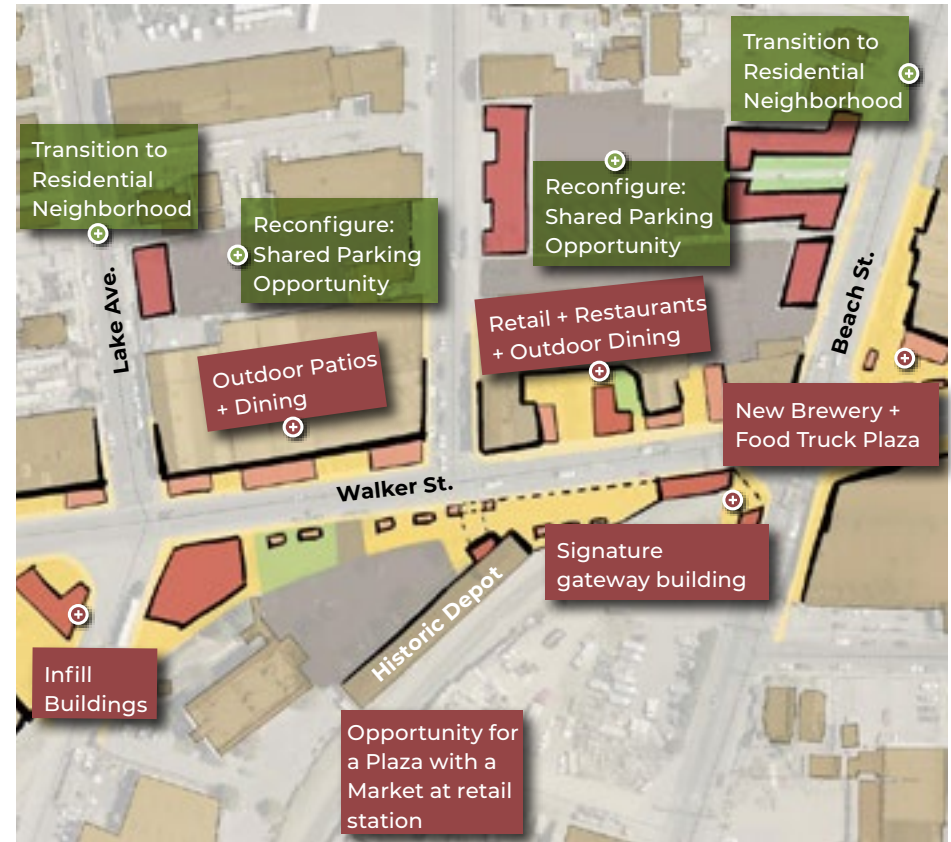 Transition to
Residential
Neighborhood
Transition to
Residential
Neighborhood
Reconfigure:
Shared Parking
Opportunity
Reconfigure:
Shared Parking
Opportunity
Lake Ave.
Beach St.
Retail + Restaurants
+ Outdoor Dining
Outdoor Patios
+ Dining
New Brewery +
Food Truck Plaza
Walker St.
Signature
gateway building
Historic Depot
Infill
Buildings
Opportunity for
a Plaza with a
Market at retail
station